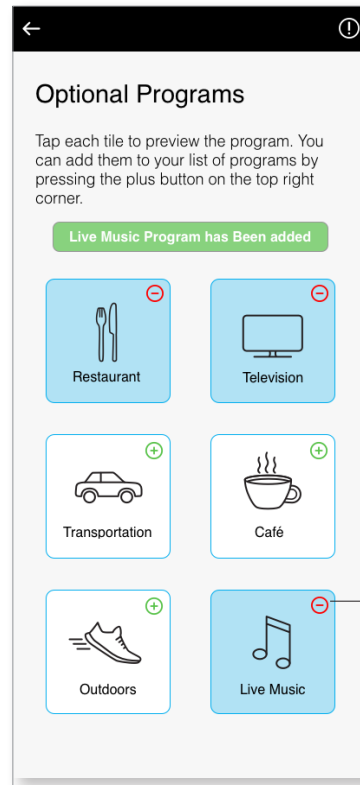 Optional Programs
Tap each tile to preview the program. You
can add them to your list of programs by
pressing the plus button on the top right
corner.
Live Music Program has Been added
Restaurant
Television
Transportation
Café
Outdoors
Live Music